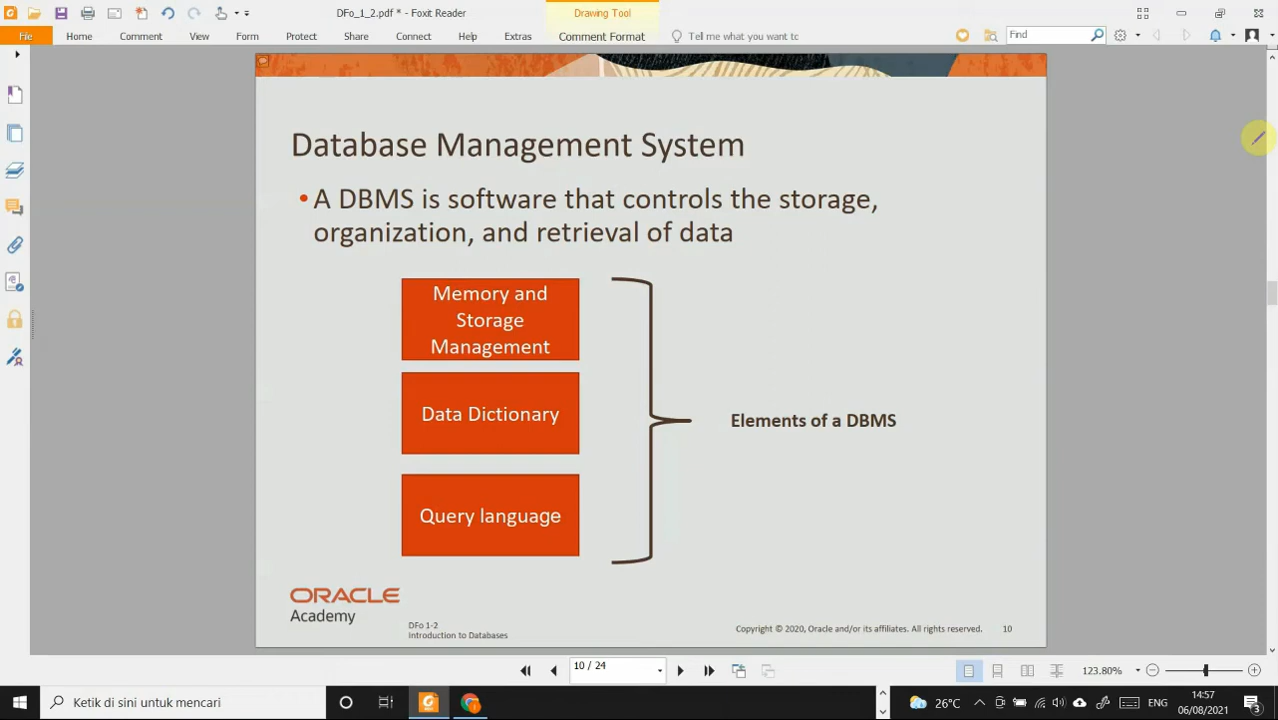 DFo_1_2.pdf * - Foxit Reader
Drawing Tool
File
Home
Comment
View
Form
Protect
Share
Connect
Help
Extras
Comment Format
Tell me what you want to
Find
Database Management System
• A DBMS is software that controls the storage,
organization, and retrieval of data
Memory and
Storage
Management
Data Dictionary
Query language
Elements of a DBMS
ORACLE
Academy
DFo 1-2
Introduction to Databases
Copyright © 2020, Oracle and/or its affiliates. All rights reserved.
10
10 / 24
123.80%
Ketik di sini untuk mencari
26°C
ENG
14:57
06/08/2021
3